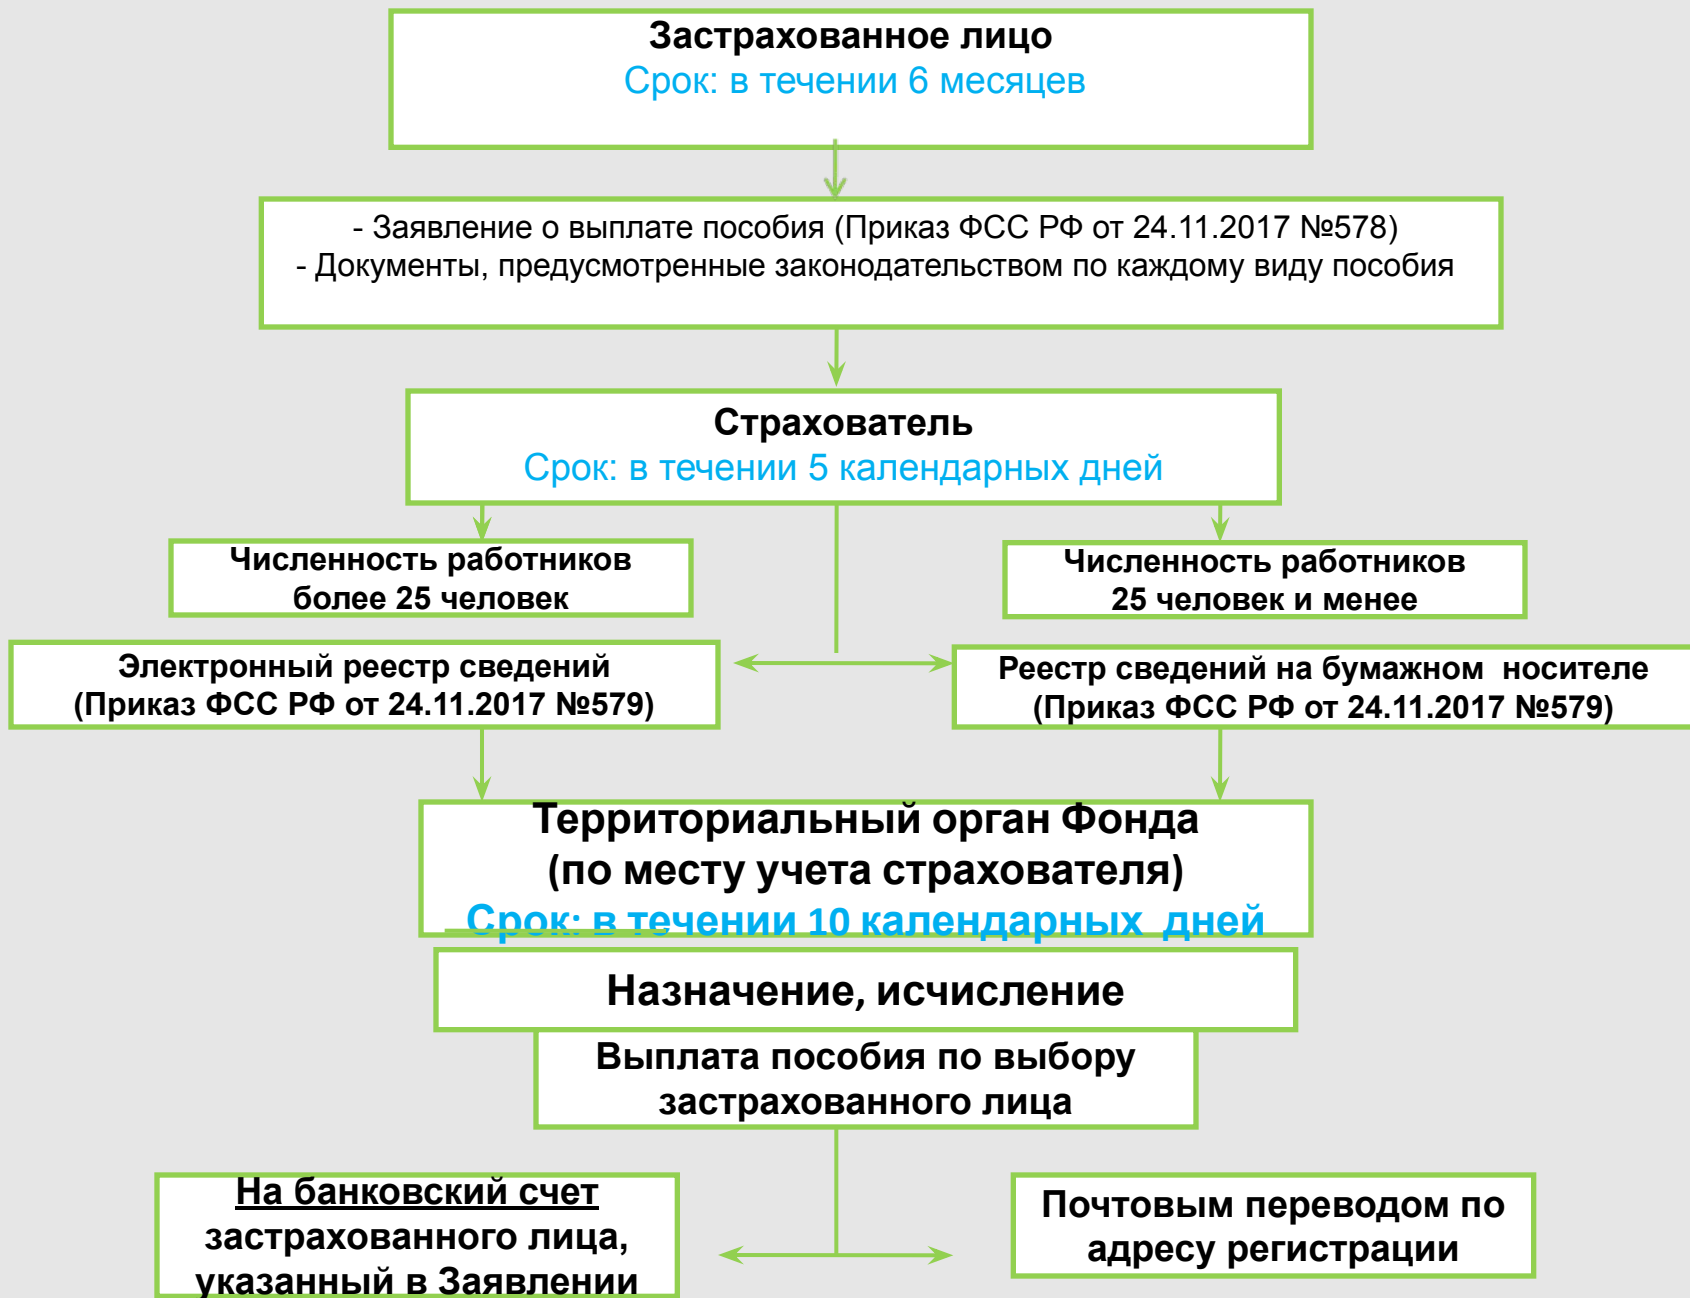 Застрахованное лицо
Срок: в течении 6 месяцев
- Заявление о выплате пособия (Приказ ФСС РФ от 24.11.2017 №578)
- Документы, предусмотренные законодательством по каждому виду пособия
Страхователь
Срок: в течении 5 календарных дней
Численность работников
более 25 человек
Численность работников
25 человек и менее
Электронный реестр сведений
(Приказ ФСС РФ от 24.11.2017 №579)
Реестр сведений на бумажном носителе
(Приказ ФСС РФ от 24.11.2017 №579)
Территориальный орган Фонда
(по месту учета страхователя)
Срок: в течении 10 календарных дней
Назначение, исчисление
Выплата пособия по выбору
застрахованного лица
На банковский счет
застрахованного лица,
указанный в Заявлении
Почтовым переводом по
адресу регистрации